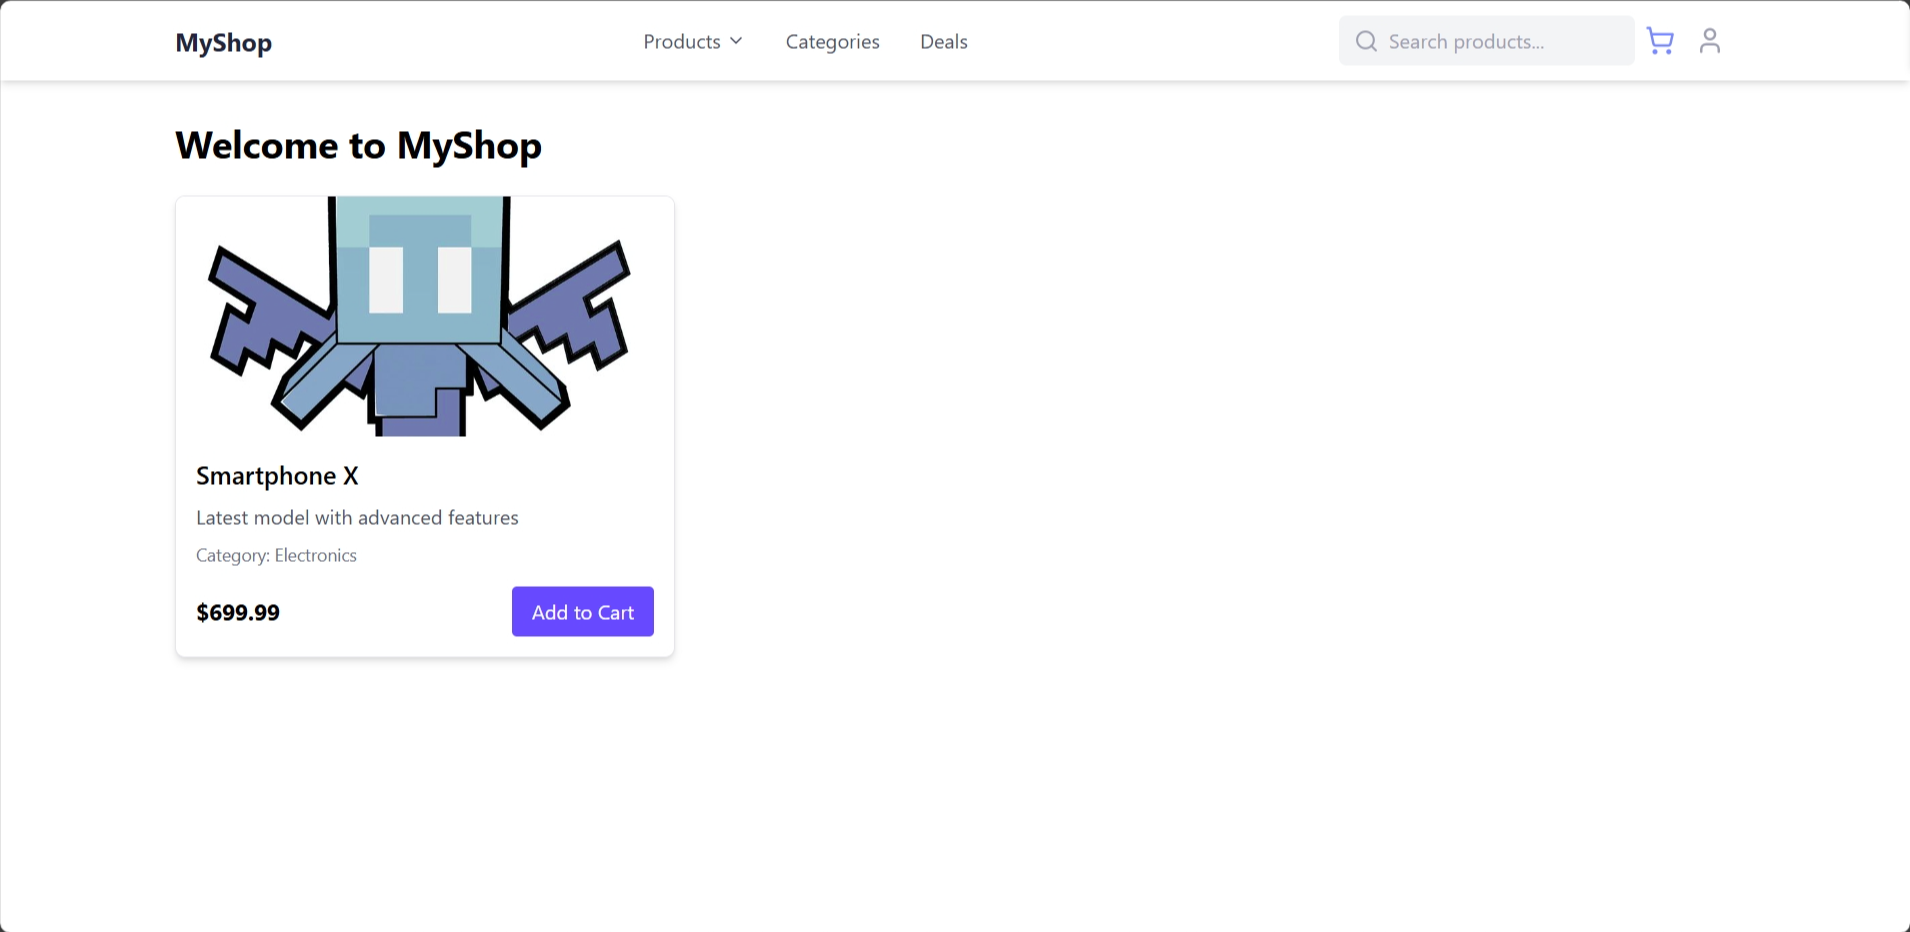 MyShop
Products
Categories
Deals
Search products...
Welcome to MyShop
Smartphone X
Latest model with advanced features
Category: Electronics
$699.99
Add to Cart